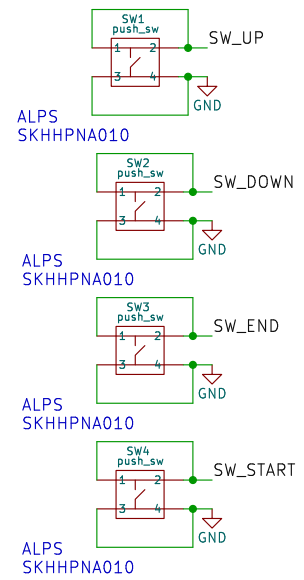 SW1
push_sw
SW_UP
1 2
3 4
GND
ALPS
SKHHPNA010
SW2
push_sw
SW_DOWN
1 2
3 4
GND
ALPS
SKHHPNA010
SW3
push_sw
SW_END
1 2
3 4
GND
ALPS
SKHHPNA010
SW4
push_sw
SW_START
1 2
3 4
GND
ALPS
SKHHPNA010